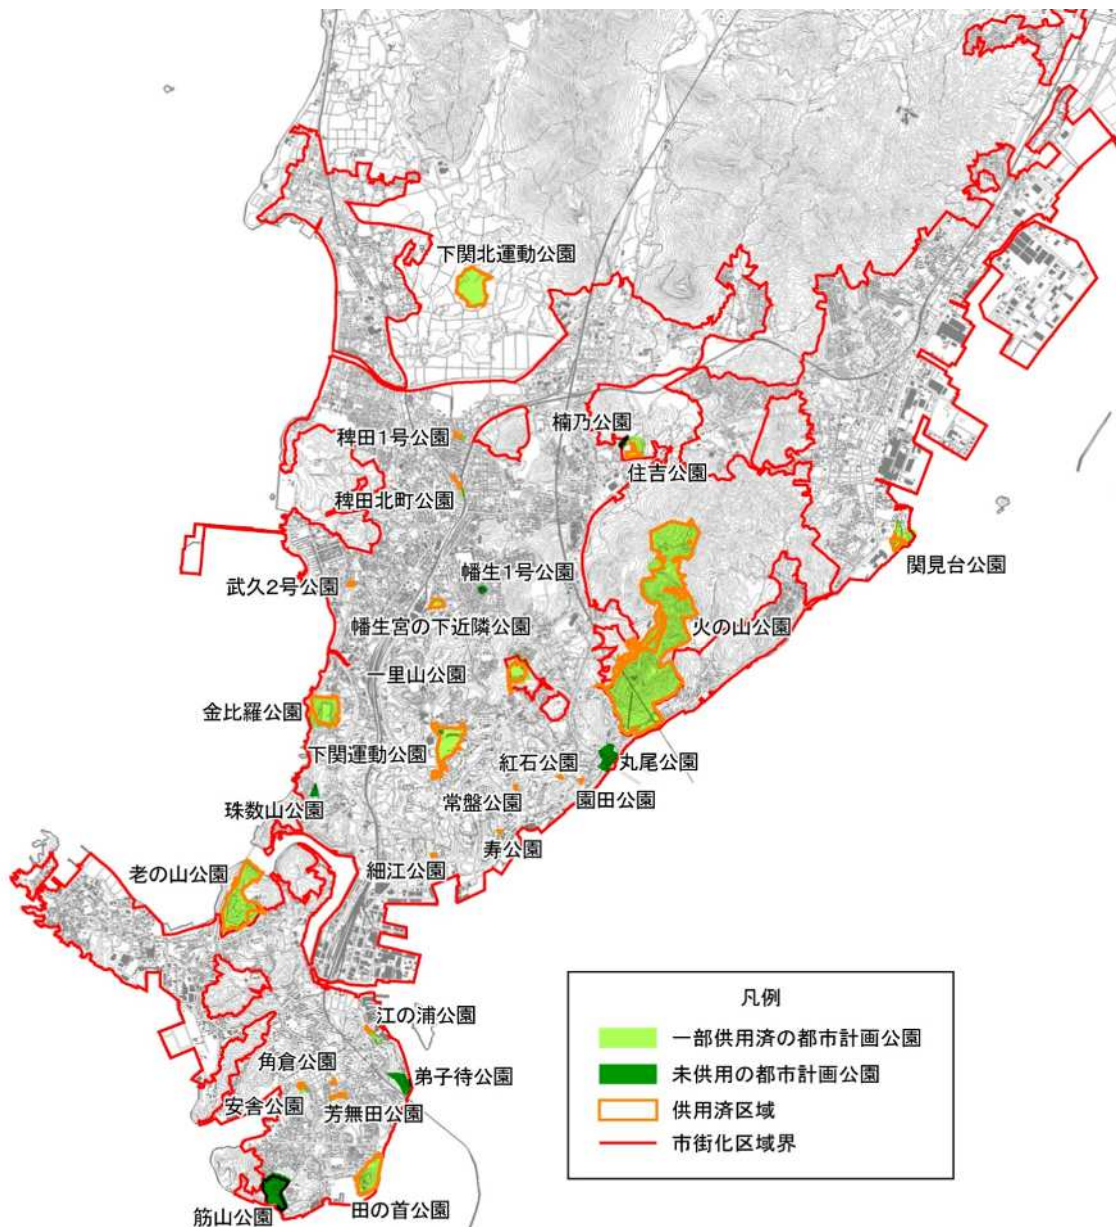 下関北運動公園
楠乃公園
稗田1号公園
住吉公園
稗田北町公園
関見台公園
武久2号公園
幡生1号公園
幡生宮の下近隣公園
火の山公園
一里山公園
金比羅公園
下関運動公園
紅石公園
丸尾公園
珠数山公園
常盤公園
園田公園
寿公園
老の山公園
細江公園
江の浦公園
角倉公園
弟子待公園
安舎公園
芳無田公園
筋山公園
田の首公園
凡例
一部供用済の都市計画公園
未供用の都市計画公園
供用済区域
市街化区域界